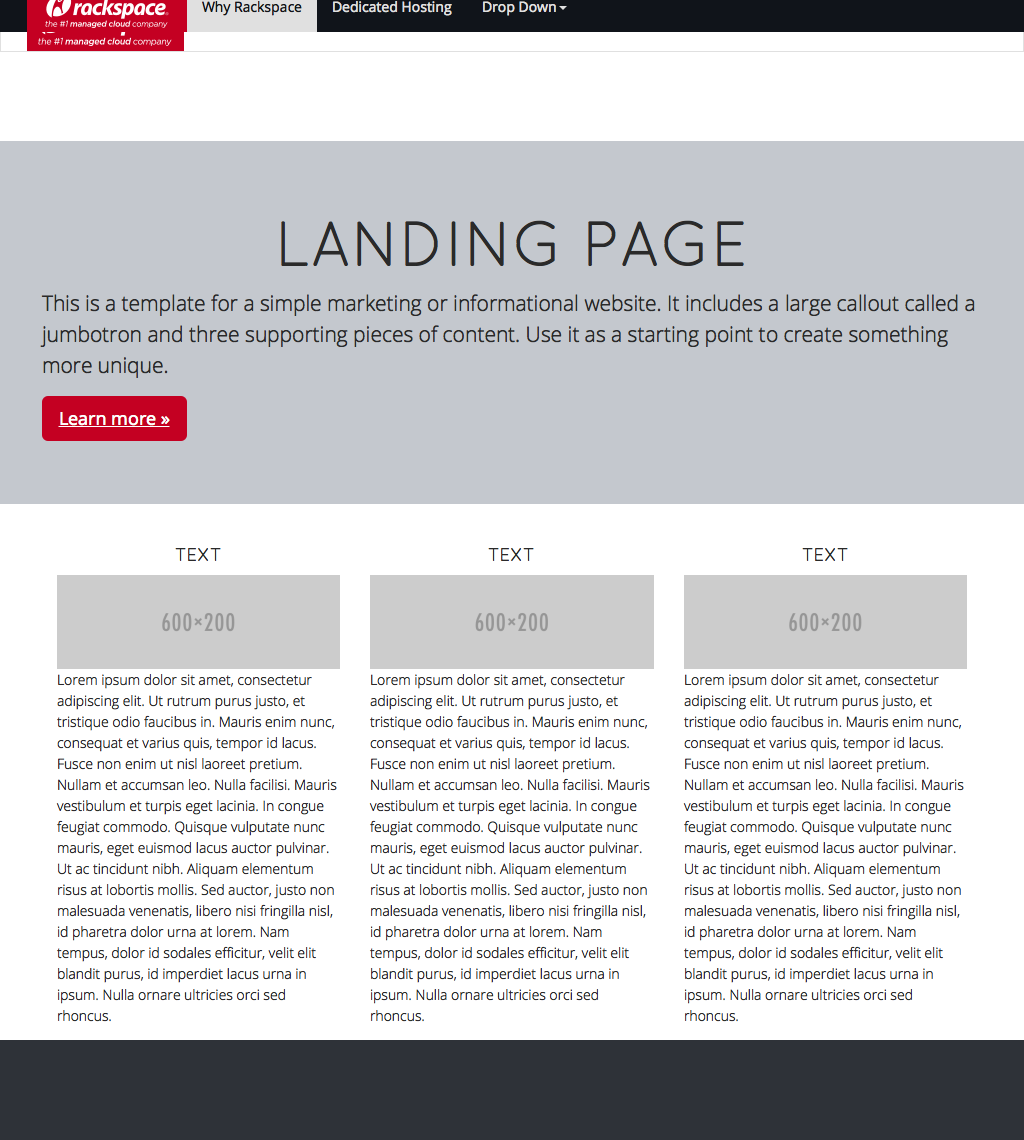 rackspace.
the #1 managed cloud company
the #1 managed cloud company
Why Rackspace
Dedicated Hosting
Drop Down
LANDING PAGE
This is a template for a simple marketing or informational website. It includes a large callout called a
jumbotron and three supporting pieces of content. Use it as a starting point to create something
more unique.
Learn more »
TEXT
600×200
Lorem ipsum dolor sit amet, consectetur
adipiscing elit. Ut rutrum purus justo, et
tristique odio faucibus in. Mauris enim nunc,
consequat et varius quis, tempor id lacus.
Fusce non enim ut nisl laoreet pretium.
Nullam et accumsan leo. Nulla facilisi. Mauris
vestibulum et turpis eget lacinia. In congue
feugiat commodo. Quisque vulputate nunc
mauris, eget euismod lacus auctor pulvinar.
Ut ac tincidunt nibh. Aliquam elementum
risus at lobortis mollis. Sed auctor, justo non
malesuada venenatis, libero nisi fringilla nisl,
id pharetra dolor urna at lorem. Nam
tempus, dolor id sodales efficitur, velit elit
blandit purus, id imperdiet lacus urna in
ipsum. Nulla ornare ultricies orci sed
rhoncus.
TEXT
600×200
Lorem ipsum dolor sit amet, consectetur
adipiscing elit. Ut rutrum purus justo, et
tristique odio faucibus in. Mauris enim nunc,
consequat et varius quis, tempor id lacus.
Fusce non enim ut nisl laoreet pretium.
Nullam et accumsan leo. Nulla facilisi. Mauris
vestibulum et turpis eget lacinia. In congue
feugiat commodo. Quisque vulputate nunc
mauris, eget euismod lacus auctor pulvinar.
Ut ac tincidunt nibh. Aliquam elementum
risus at lobortis mollis. Sed auctor, justo non
malesuada venenatis, libero nisi fringilla nisl,
id pharetra dolor urna at lorem. Nam
tempus, dolor id sodales efficitur, velit elit
blandit purus, id imperdiet lacus urna in
ipsum. Nulla ornare ultricies orci sed
rhoncus.
TEXT
600×200
Lorem ipsum dolor sit amet, consectetur
adipiscing elit. Ut rutrum purus justo, et
tristique odio faucibus in. Mauris enim nunc,
consequat et varius quis, tempor id lacus.
Fusce non enim ut nisl laoreet pretium.
Nullam et accumsan leo. Nulla facilisi. Mauris
vestibulum et turpis eget lacinia. In congue
feugiat commodo. Quisque vulputate nunc
mauris, eget euismod lacus auctor pulvinar.
Ut ac tincidunt nibh. Aliquam elementum
risus at lobortis mollis. Sed auctor, justo non
malesuada venenatis, libero nisi fringilla nisl,
id pharetra dolor urna at lorem. Nam
tempus, dolor id sodales efficitur, velit elit
blandit purus, id imperdiet lacus urna in
ipsum. Nulla ornare ultricies orci sed
rhoncus.